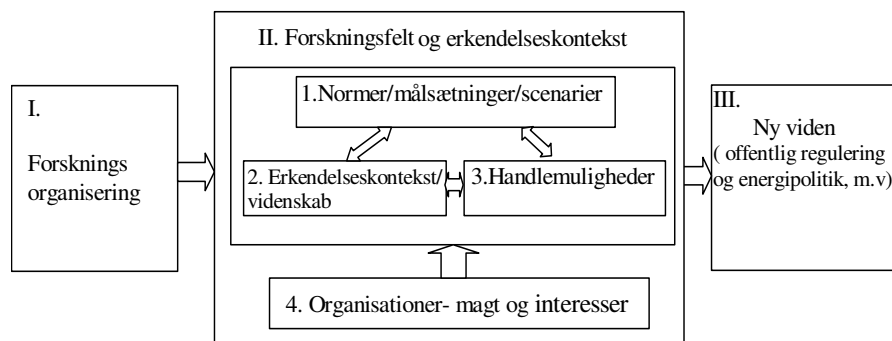 I.
Forsknings
organisering
II. Forskningsfelt og erkendelseskontekst
1.Normer/målsætninger/scenarier
2. Erkendelseskontekst/
videnskab
3.Handlemuligheder
4. Organisationer- magt og interesser
III.
Ny viden
( offentlig regulering
og energipolitik, m.v)